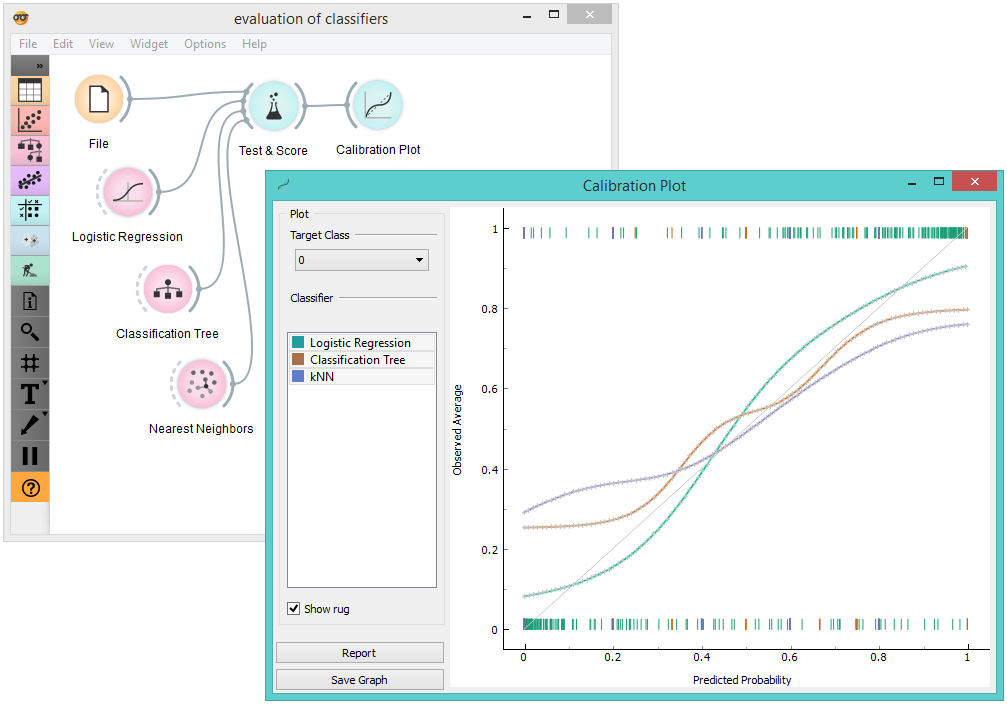 evaluation of classifiers
File Edit View Widget Options Help
»
File
Test & Score
Calibration Plot
Logistic Regression
Classification Tree
Nearest Neighbors
T
?
Calibration Plot
Plot
Target Class
0
Classifier
Logistic Regression
Classification Tree
kNN
Show rug
Report
Save Graph
Observed Average
1
0.8
0.6
0.4
0.2
0
0 0.2 0.4 0.6 0.8 1
Predicted Probability